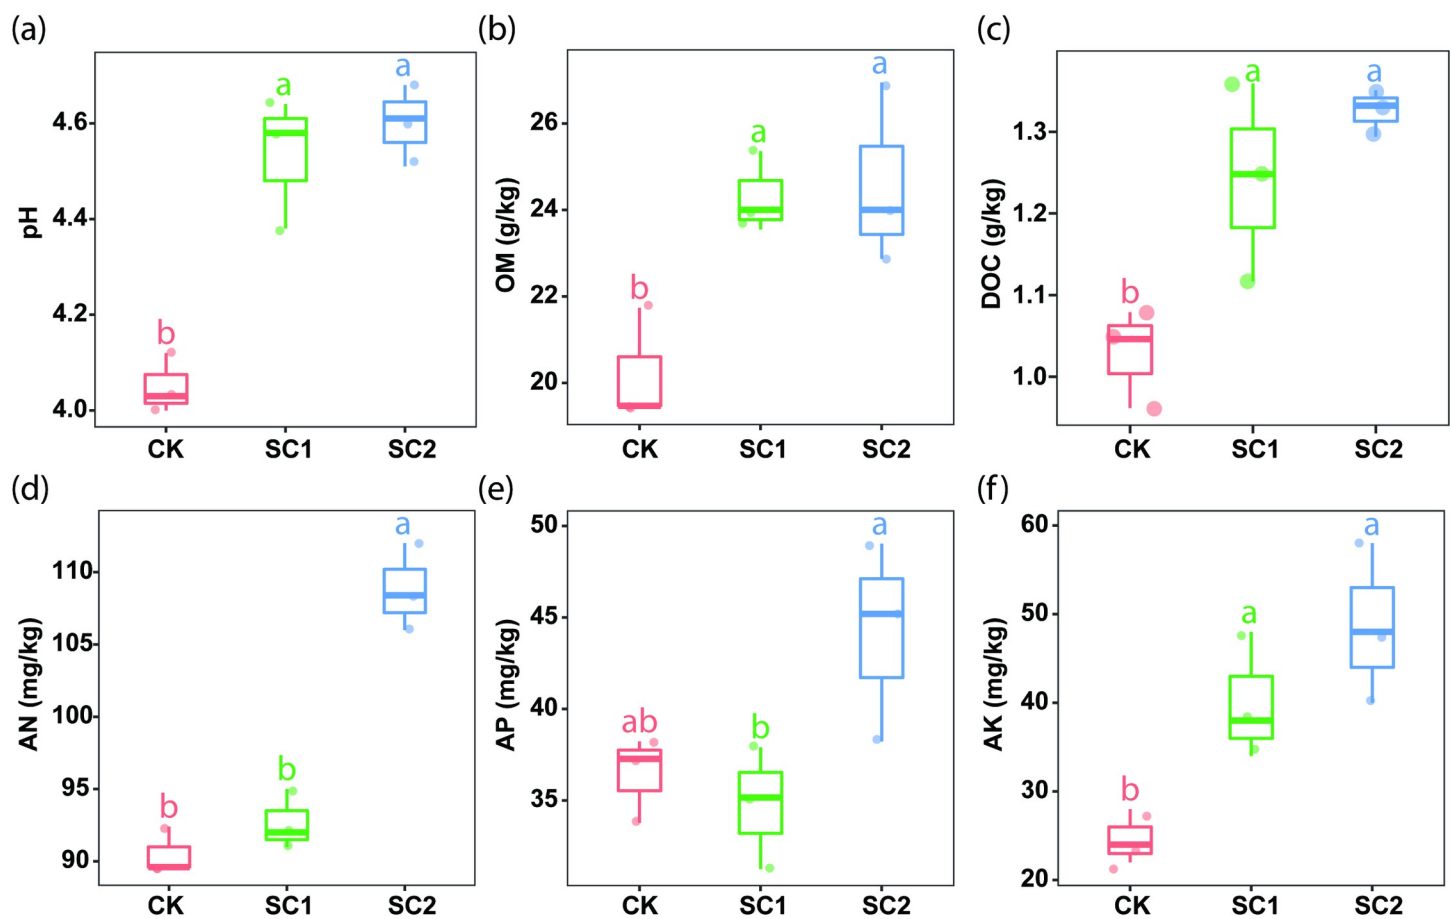 (a)
a
a
4.6
4.4
4.2
4.0
pH
b
CK SC1 SC2
(b)
a
a
26
24
22
20
OM (g/kg)
b
CK SC1 SC2
(c)
a
a
1.3
1.2
1.1
1.0
DOC (g/kg)
b
CK SC1 SC2
(d)
a
110
105
100
95
90
AN (mg/kg)
b
b
CK SC1 SC2
(e)
a
50
45
40
35
AP (mg/kg)
ab
b
CK SC1 SC2
(f)
a
a
60
50
40
30
20
AK (mg/kg)
b
CK SC1 SC2